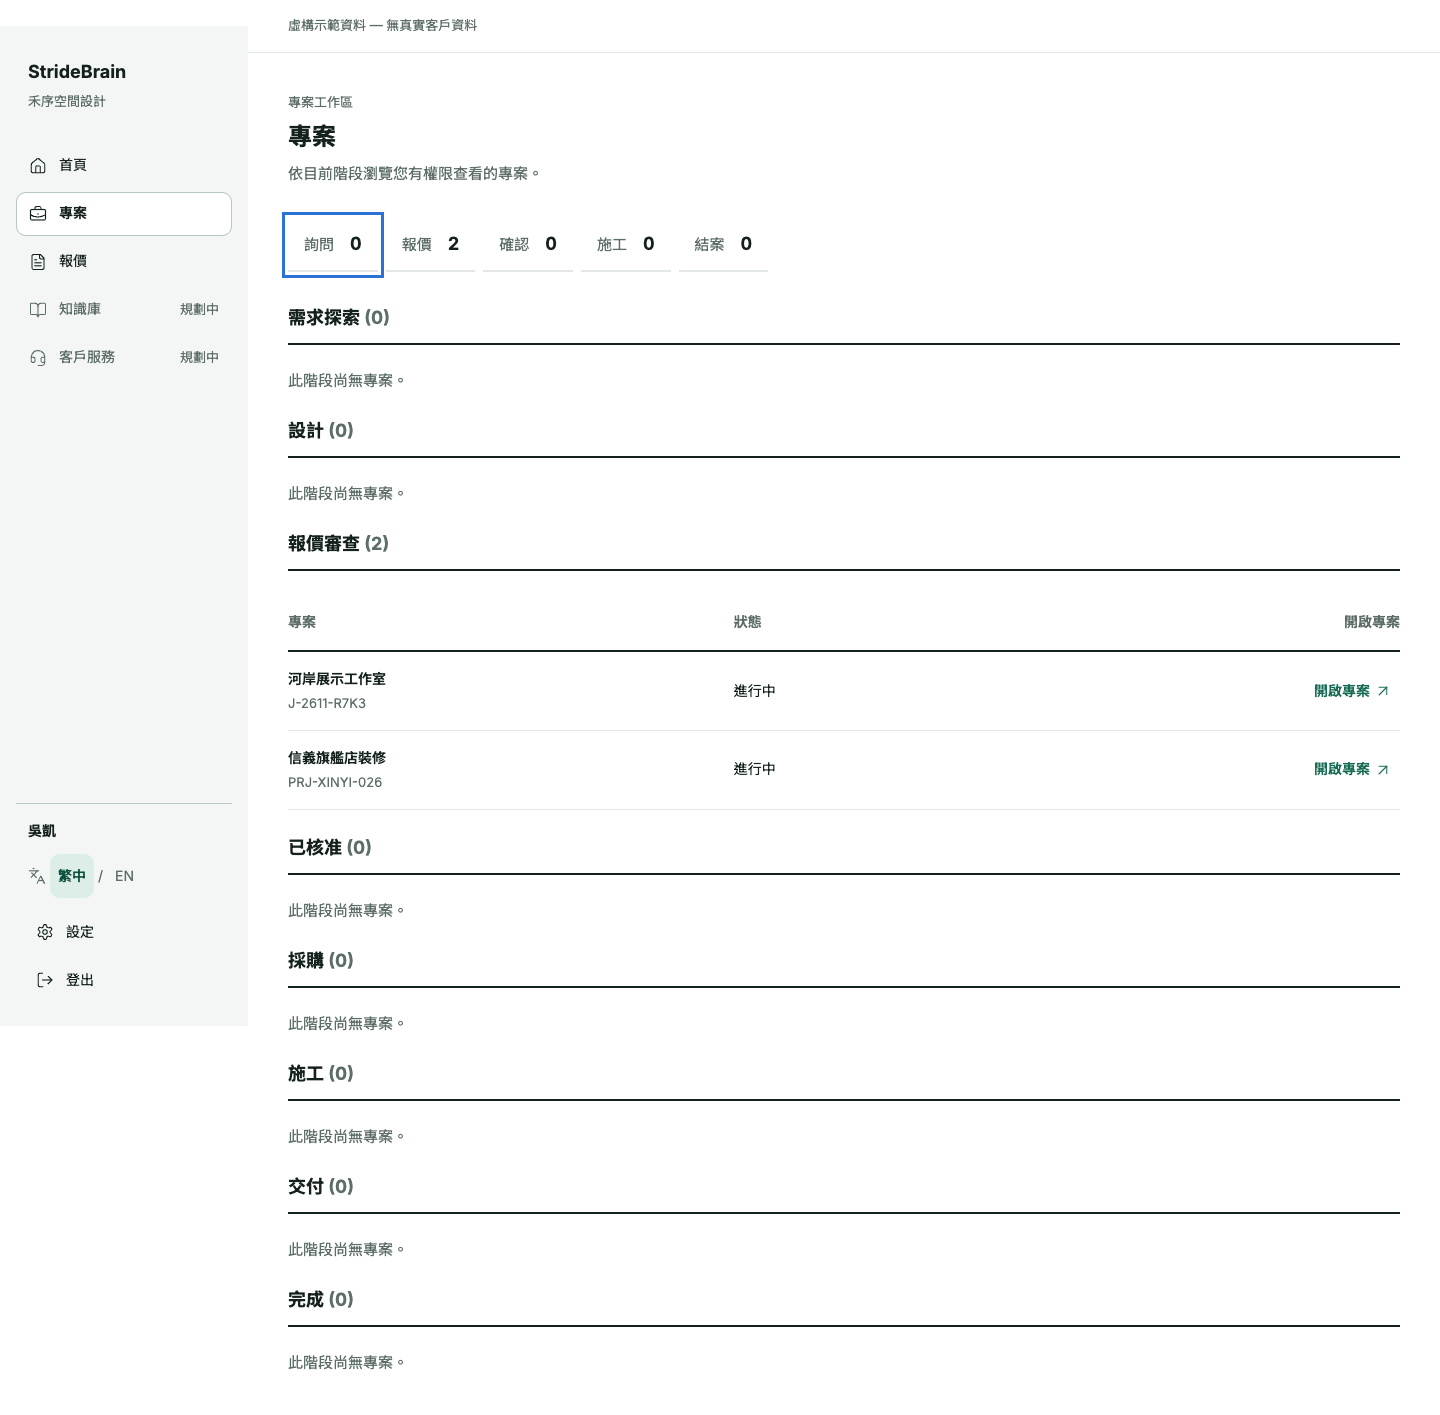 虛構示範資料 — 無真實客戶資料
StrideBrain
禾序空間設計
首頁
專案
報價
知識庫 規劃中
客戶服務 規劃中
吳凱
繁中 / EN
設定
登出
專案工作區
專案
依目前階段瀏覽您有權限查看的專案。
詢問 0 報價 2 確認 0 施工 0 結案 0
需求探索 (0)
此階段尚無專案。
設計 (0)
此階段尚無專案。
報價審查 (2)
專案 狀態 開啟專案
河岸展示工作室
J-2611-R7K3
進行中
開啟專案
信義旗艦店裝修
PRJ-XINYI-026
進行中
開啟專案
已核准 (0)
此階段尚無專案。
採購 (0)
此階段尚無專案。
施工 (0)
此階段尚無專案。
交付 (0)
此階段尚無專案。
完成 (0)
此階段尚無專案。